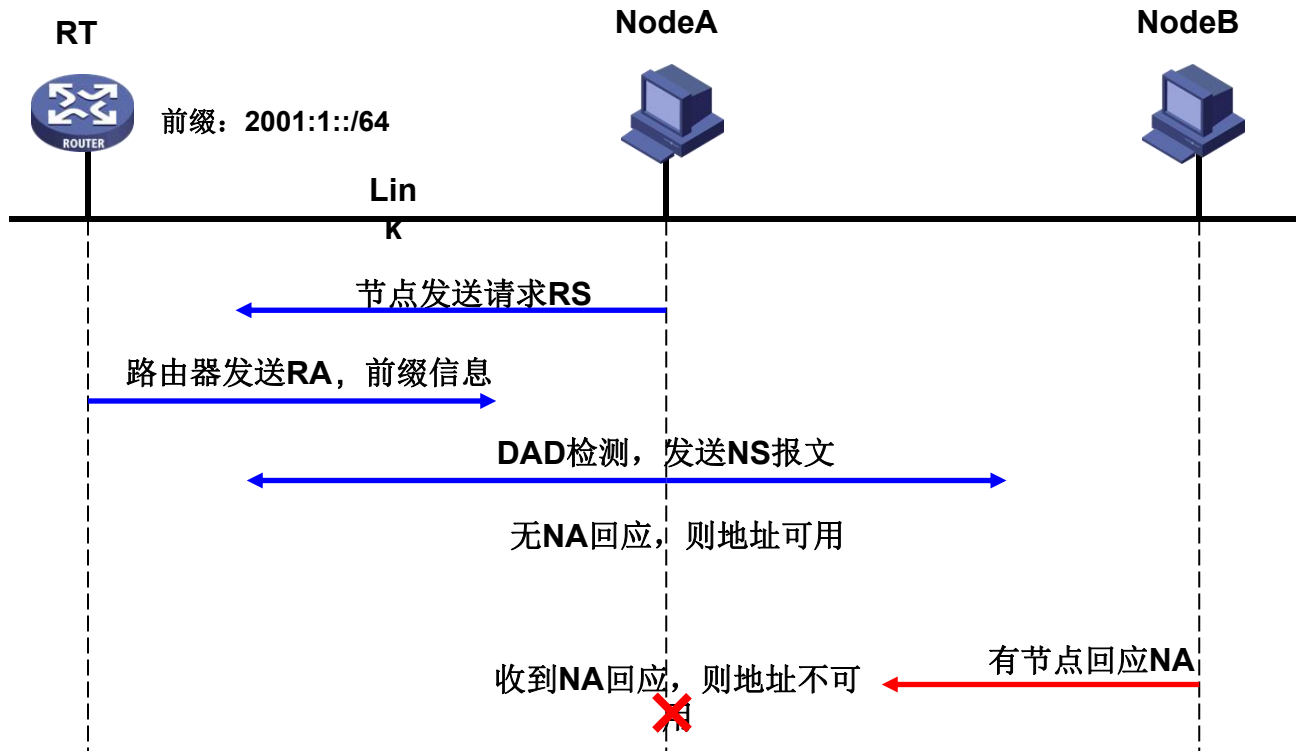 RT
NodeA
NodeB
ROUTER
前缀：2001:1::/64
Lin
k
节点发送请求RS
路由器发送RA，前缀信息
DAD检测，发送NS报文
无NA回应，则地址可用
有节点回应NA
收到NA回应，则地址不可
用